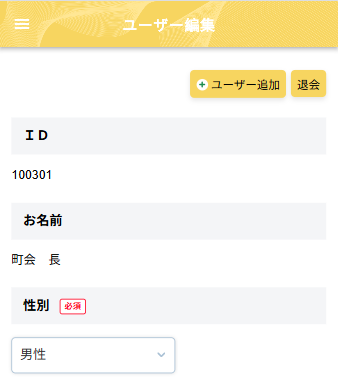 ユーザー編集
ユーザー追加
退会
ＩＤ
100301
お名前
町会　長
性別 必須
男性